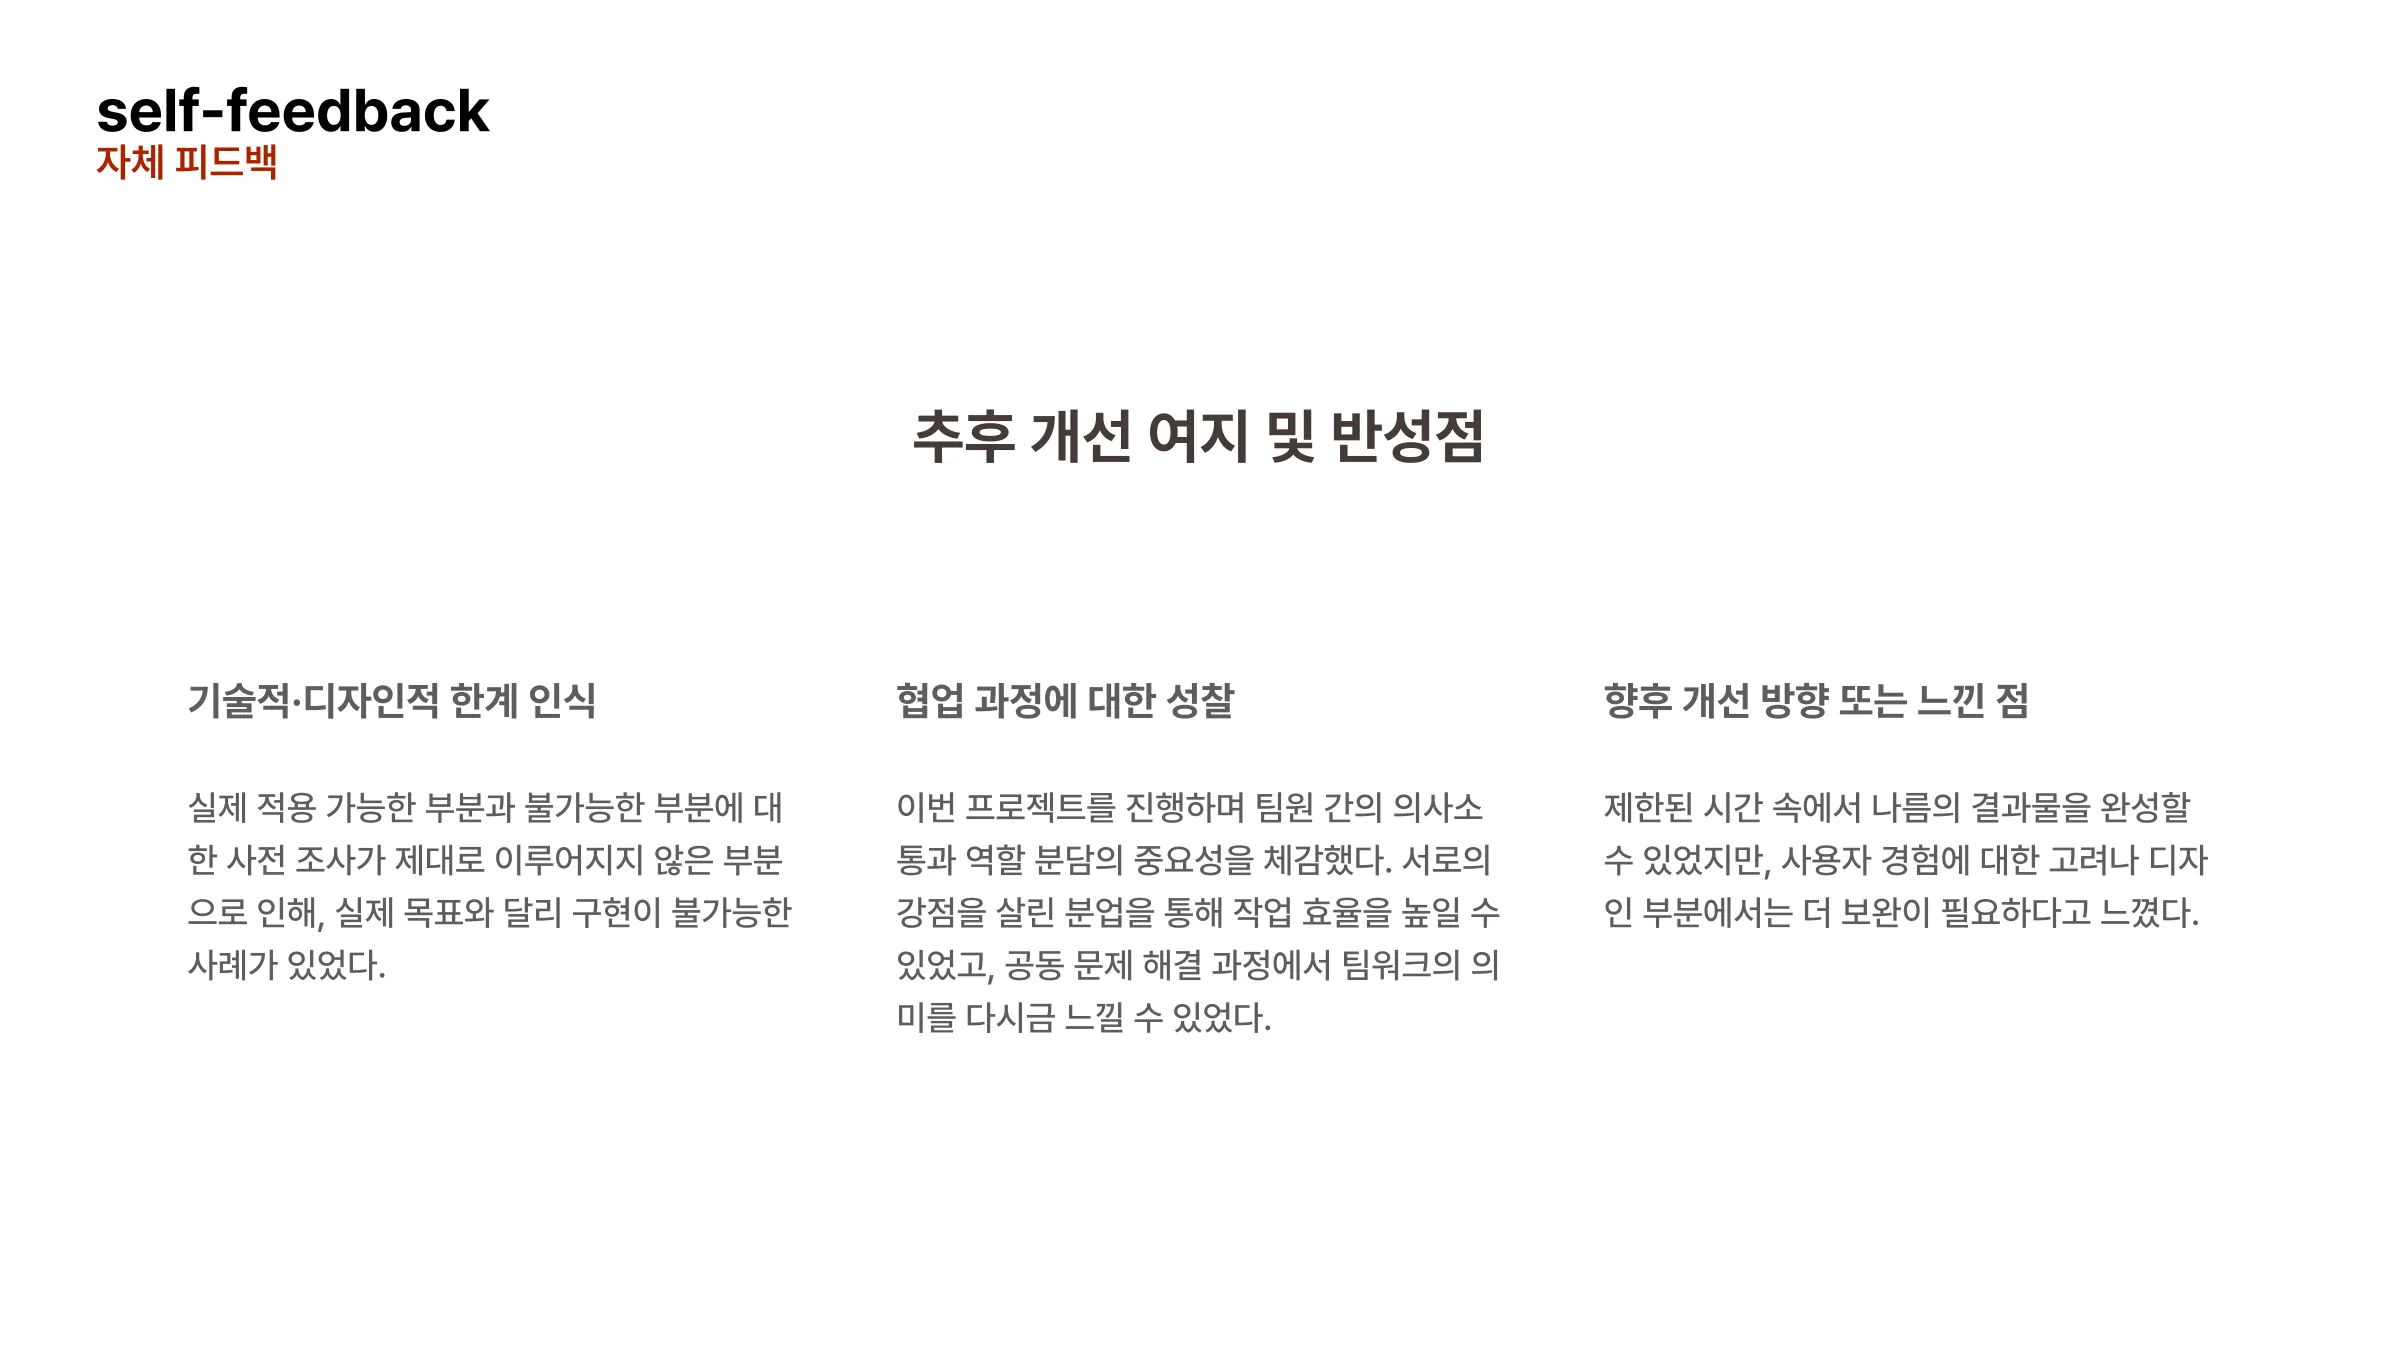 self-feedback
자체 피드백
추후 개선 여지 및 반성점
기술적·디자인적 한계 인식
실제 적용 가능한 부분과 불가능한 부분에 대
한 사전 조사가 제대로 이루어지지 않은 부분
으로 인해, 실제 목표와 달리 구현이 불가능한
사례가 있었다.
협업 과정에 대한 성찰
이번 프로젝트를 진행하며 팀원 간의 의사소
통과 역할 분담의 중요성을 체감했다. 서로의
강점을 살린 분업을 통해 작업 효율을 높일 수
있었고, 공동 문제 해결 과정에서 팀워크의 의
미를 다시금 느낄 수 있었다.
향후 개선 방향 또는 느낀 점
제한된 시간 속에서 나름의 결과물을 완성할
수 있었지만, 사용자 경험에 대한 고려나 디자
인 부분에서는 더 보완이 필요하다고 느꼈다.